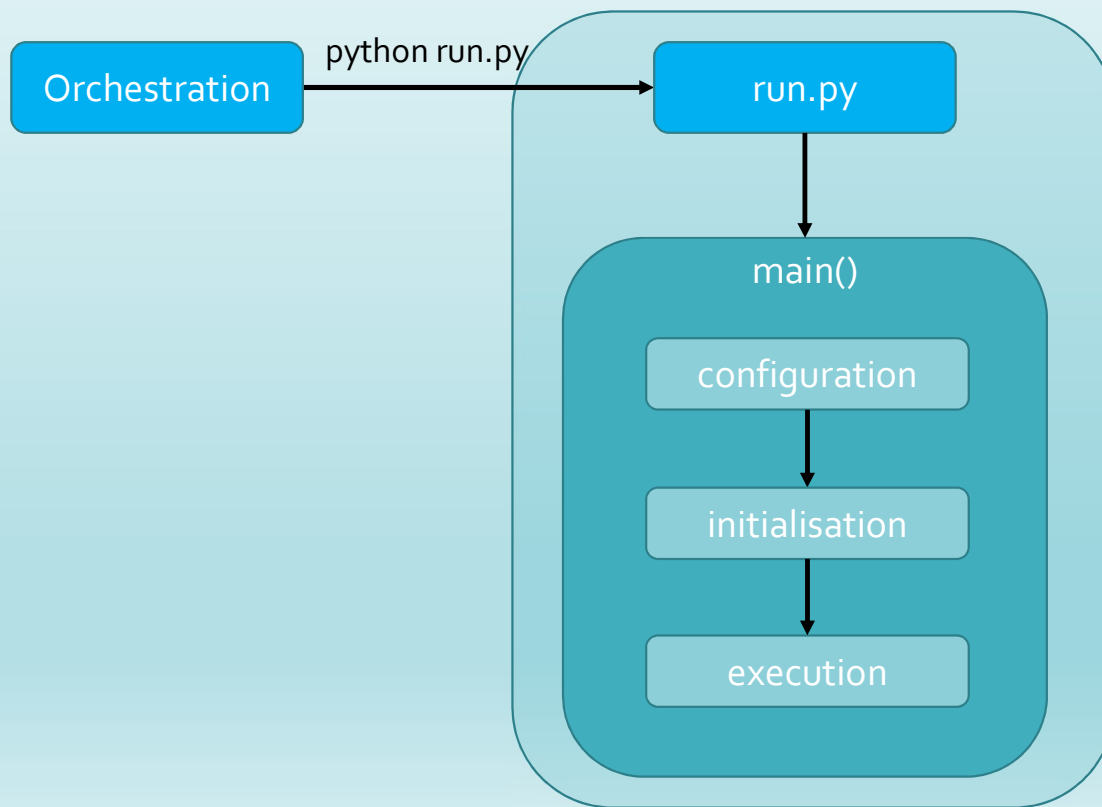 Orchestration
python run.py
run.py
main()
configuration
initialisation
execution